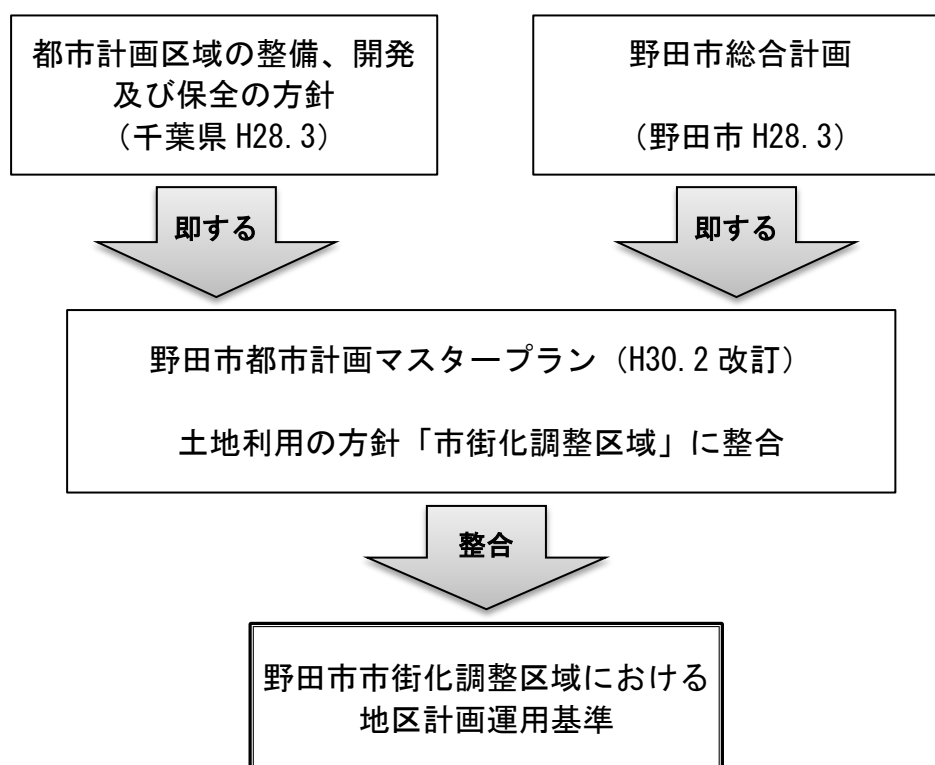 都市計画区域の整備、開発
及び保全の方針
（千葉県 H28.3）
野田市総合計画
（野田市 H28.3）
即する
即する
野田市都市計画マスタープラン（H30.2 改訂）
土地利用の方針「市街化調整区域」に整合
整合
野田市市街化調整区域における
地区計画運用基準